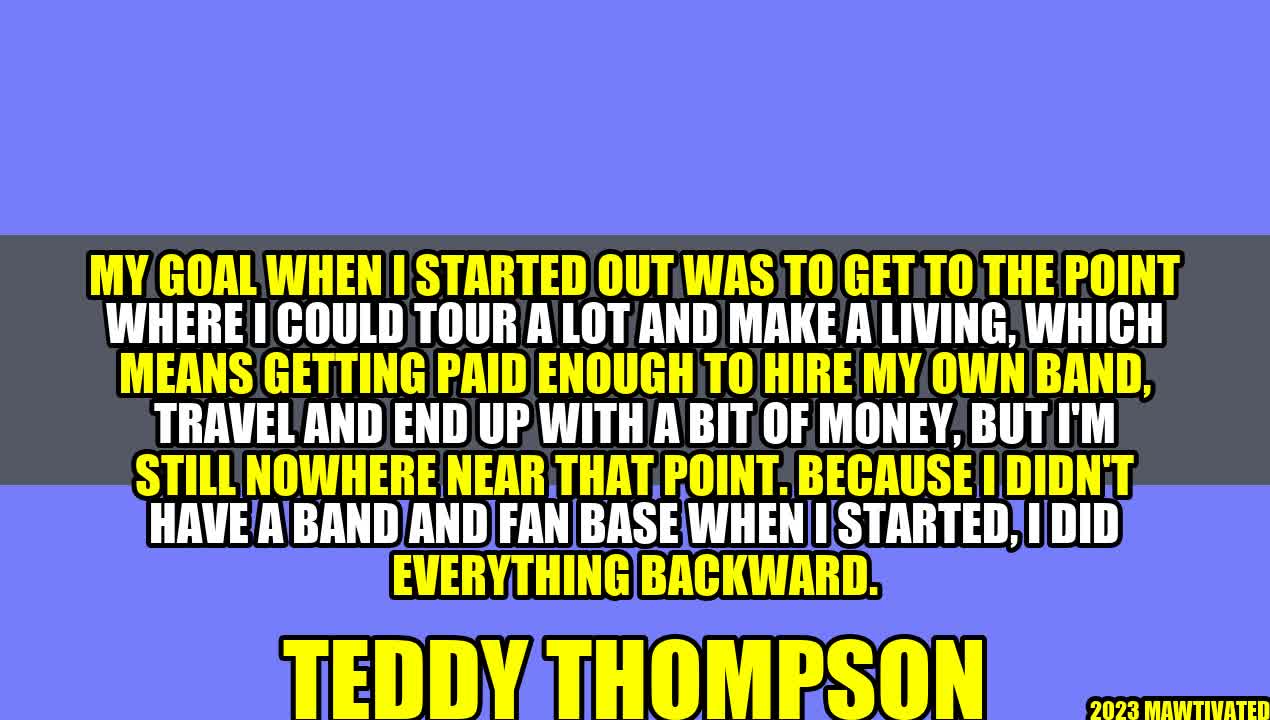 MY GOAL WHEN I STARTED OUT WAS TO GET TO THE POINT
WHERE I COULD TOUR A LOT AND MAKE A LIVING, WHICH
MEANS GETTING PAID ENOUGH TO HIRE MY OWN BAND,
TRAVEL AND END UP WITH A BIT OF MONEY, BUT I'M
STILL NOWHERE NEAR THAT POINT. BECAUSE I DIDN'T
HAVE A BAND AND FAN BASE WHEN I STARTED, I DID
EVERYTHING BACKWARD.
TEDDY THOMPSON
2023 MAWTIVATED